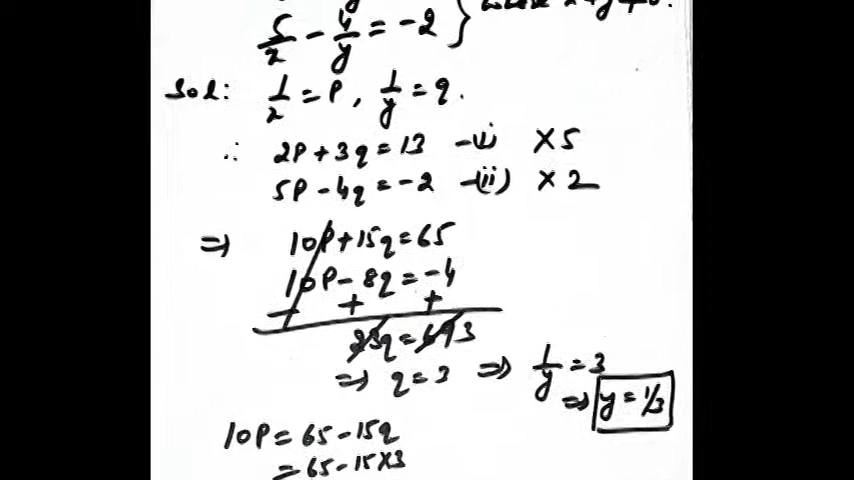 5/x - 4/y = -2 }
Sol: 1/x = P, 1/y = q.
∴ 2P + 3q = 13 -(i) ×5
5P - 4q = -2 -(ii) ×2
⇒ 10P + 15q = 65
10P - 8q = -4
- + +
23q = 69 3
⇒ q = 3 ⇒ 1/y = 3
⇒ y = 1/3
10P = 65 - 15q
= 65 - 15×3